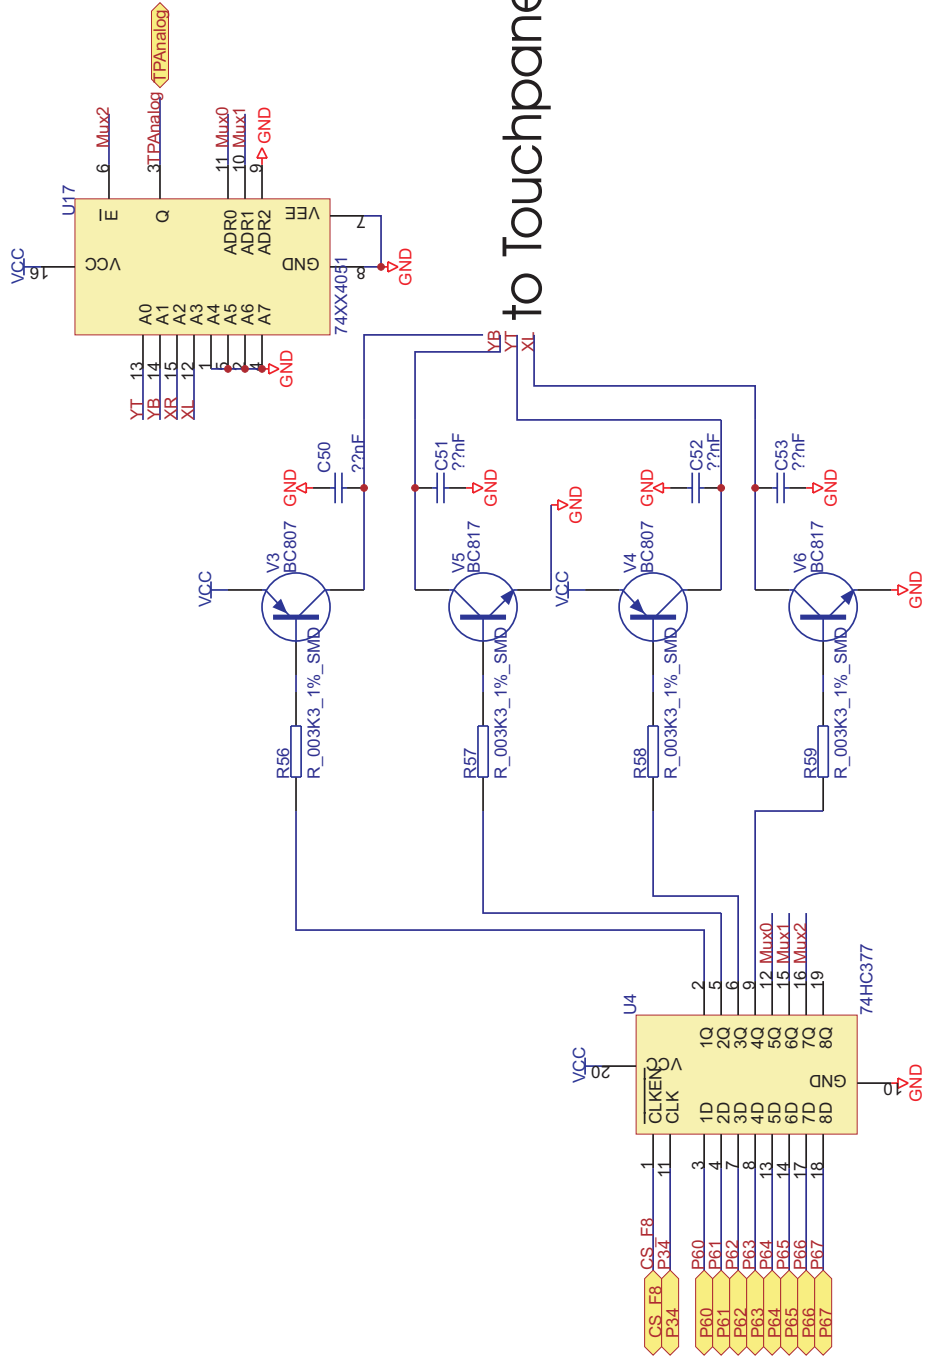 TPAnalog
TPAnalog
Mux2
6
3
Mux0
11
Mux1
10
GND
9
U17
E
Q
ADR0
ADR1
ADR2
VEE
7
VCC
VCC
16
GND
8
GND
74XX4051
A0
A1
A2
A3
A4
A5
A6
A7
YT
13
YB
14
XR
15
XL
12
1
5
2
4
GND
to Touchpane
YB
YT
XL
GND
C50
??nF
C51
??nF
GND
GND
C52
??nF
C53
??nF
GND
VCC
V3
BC807
V5
BC817
GND
VCC
V4
BC807
V6
BC817
GND
R56
R_003K3_1%_SMD
R57
R_003K3_1%_SMD
R58
R_003K3_1%_SMD
R59
R_003K3_1%_SMD
U4
74HC377
VCC
20
VCC
CLKEN
CLK
GND
10
GND
1Q
2Q
3Q
4Q
5Q
6Q
7Q
8Q
2
5
6
9
12
15
16
19
Mux0
Mux1
Mux2
1D
2D
3D
4D
5D
6D
7D
8D
1
11
3
4
7
8
13
14
17
18
CS_F8
P34
P60
P61
P62
P63
P64
P65
P66
P67
CS_F8
P34
P60
P61
P62
P63
P64
P65
P66
P67